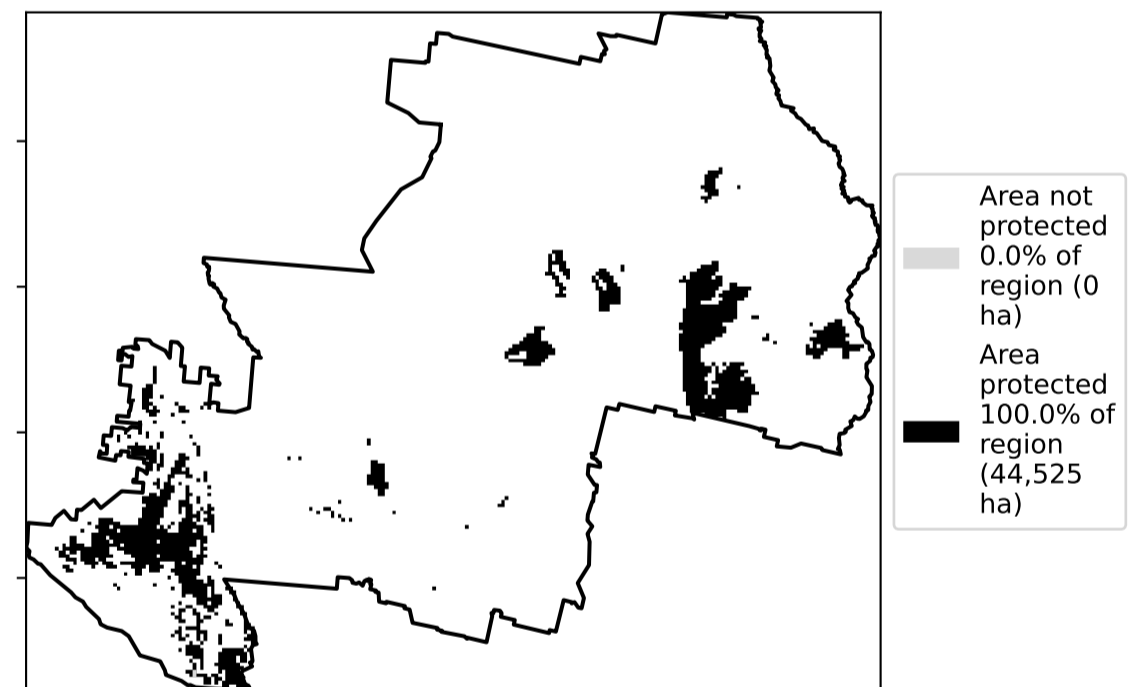 Area not
protected
0.0% of
region (0
ha)
Area
protected
100.0% of
region
(44,525
ha)